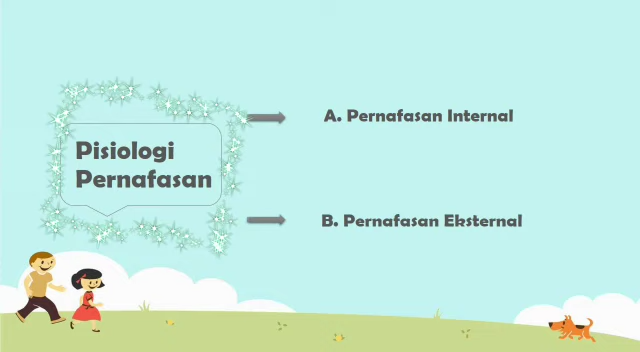 Pisiologi
Pernafasan
A. Pernafasan Internal
B. Pernafasan Eksternal